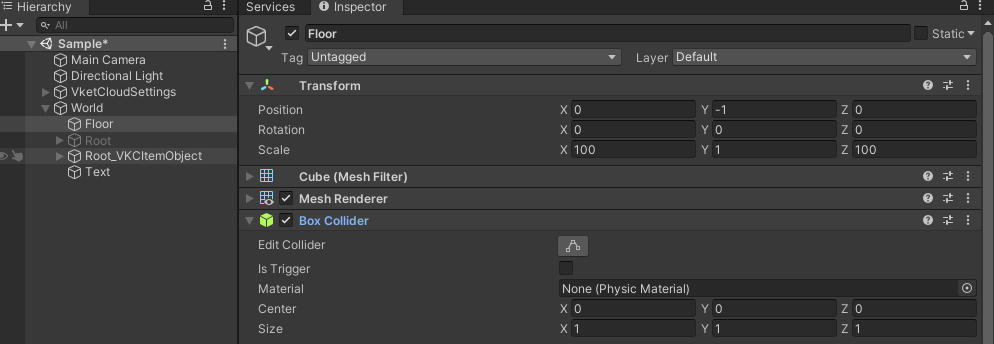 Hierarchy
All
Sample*
Main Camera
Directional Light
VketCloudSettings
World
Floor
Root
Root_VKCItemObject
Text
Services
Inspector
Floor
Static
Tag Untagged Layer Default
Transform
Position X 0 Y -1 Z 0
Rotation X 0 Y 0 Z 0
Scale X 100 Y 1 Z 100
Cube (Mesh Filter)
Mesh Renderer
Box Collider
Edit Collider
Is Trigger
Material None (Physic Material)
Center X 0 Y 0 Z 0
Size X 1 Y 1 Z 1